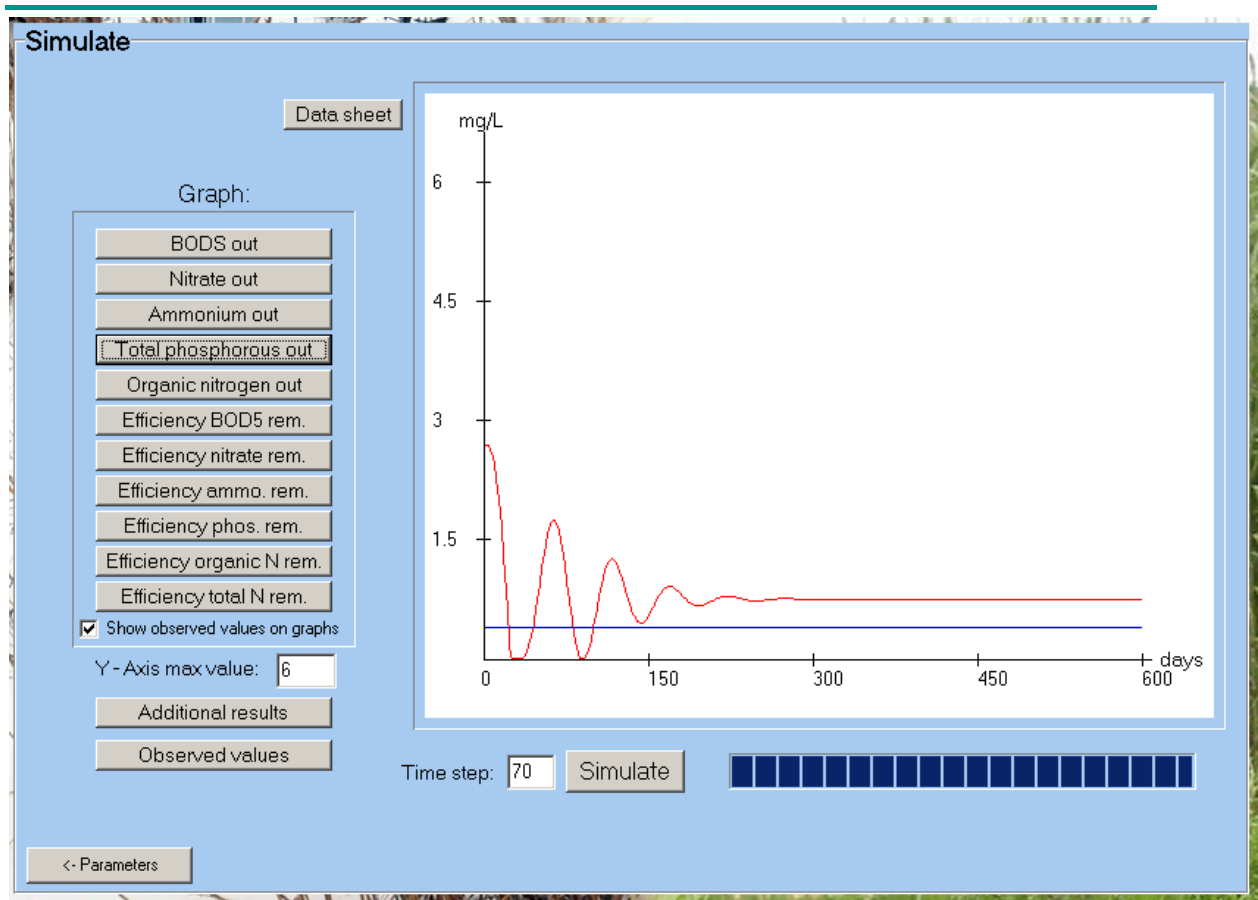 Simulate
Data sheet
Graph:
BODS out
Nitrate out
Ammonium out
Total phosphorous out
Organic nitrogen out
Efficiency BOD5 rem.
Efficiency nitrate rem.
Efficiency ammo. rem.
Efficiency phos. rem.
Efficiency organic N rem.
Efficiency total N rem.
Show observed values on graphs
Y - Axis max value: 6
Additional results
Observed values
mg/L
6
4.5
3
1.5
0 150 300 450 600 days
Time step: 70 Simulate
<- Parameters